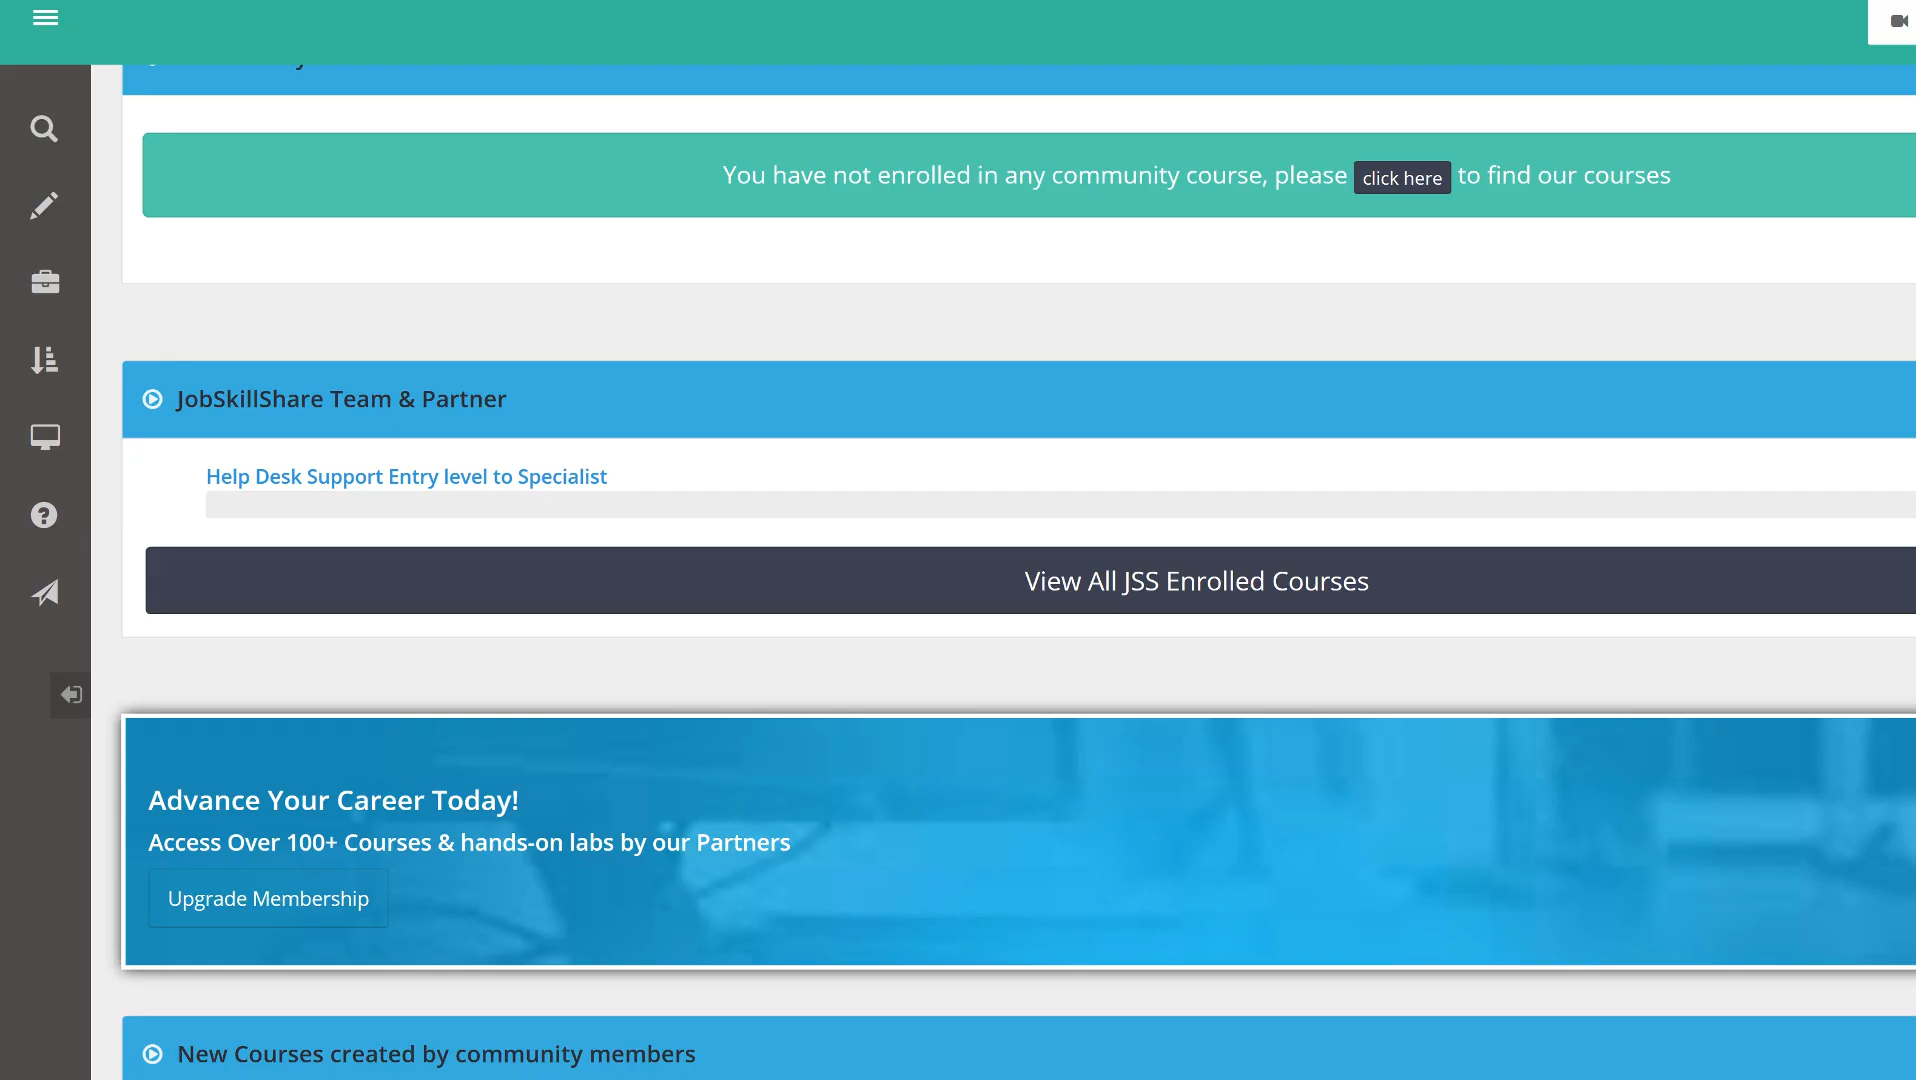 You have not enrolled in any community course, please click here to find our courses
JobSkillShare Team & Partner
Help Desk Support Entry level to Specialist
View All JSS Enrolled Courses
Advance Your Career Today!
Access Over 100+ Courses & hands-on labs by our Partners
Upgrade Membership
New Courses created by community members